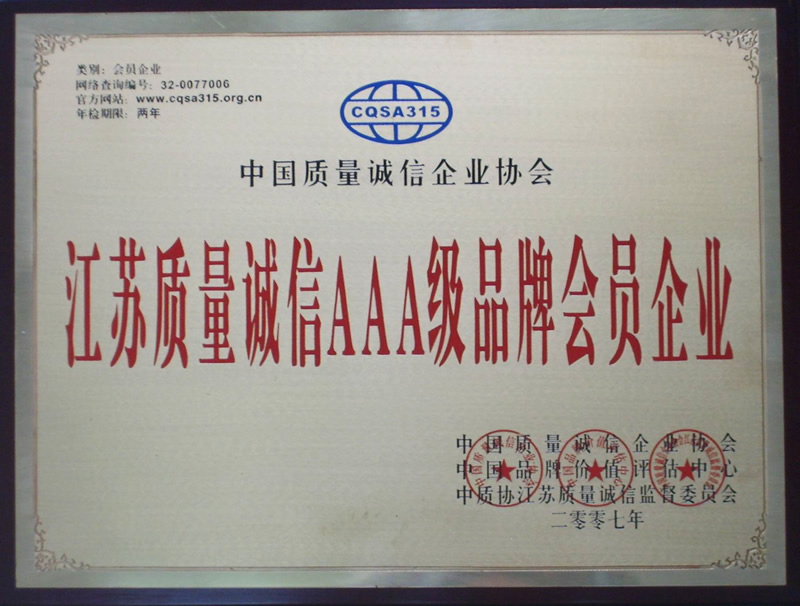 类别：会员企业
网络查询编号：32-0077006
官方网站：www.cqsa315.org.cn
年检期限：两年
CQSA315
中国质量诚信企业协会
江苏质量诚信AAA级品牌会员企业
中国质量诚信企业协会
中国品牌价值评估中心
中质协江苏质量诚信监督委员会
二零零七年